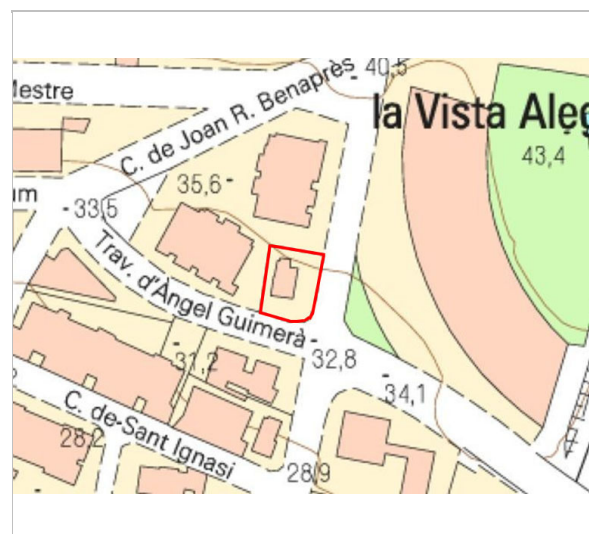 40,5
Mestre
C. de Joan R. Benaprès
la Vista Aleg
43,4
35,6
um
33,5
Trav. d'Àngel Guimerà
32,8
31,2
34,1
C. de Sant Ignasi
28,2
28,9